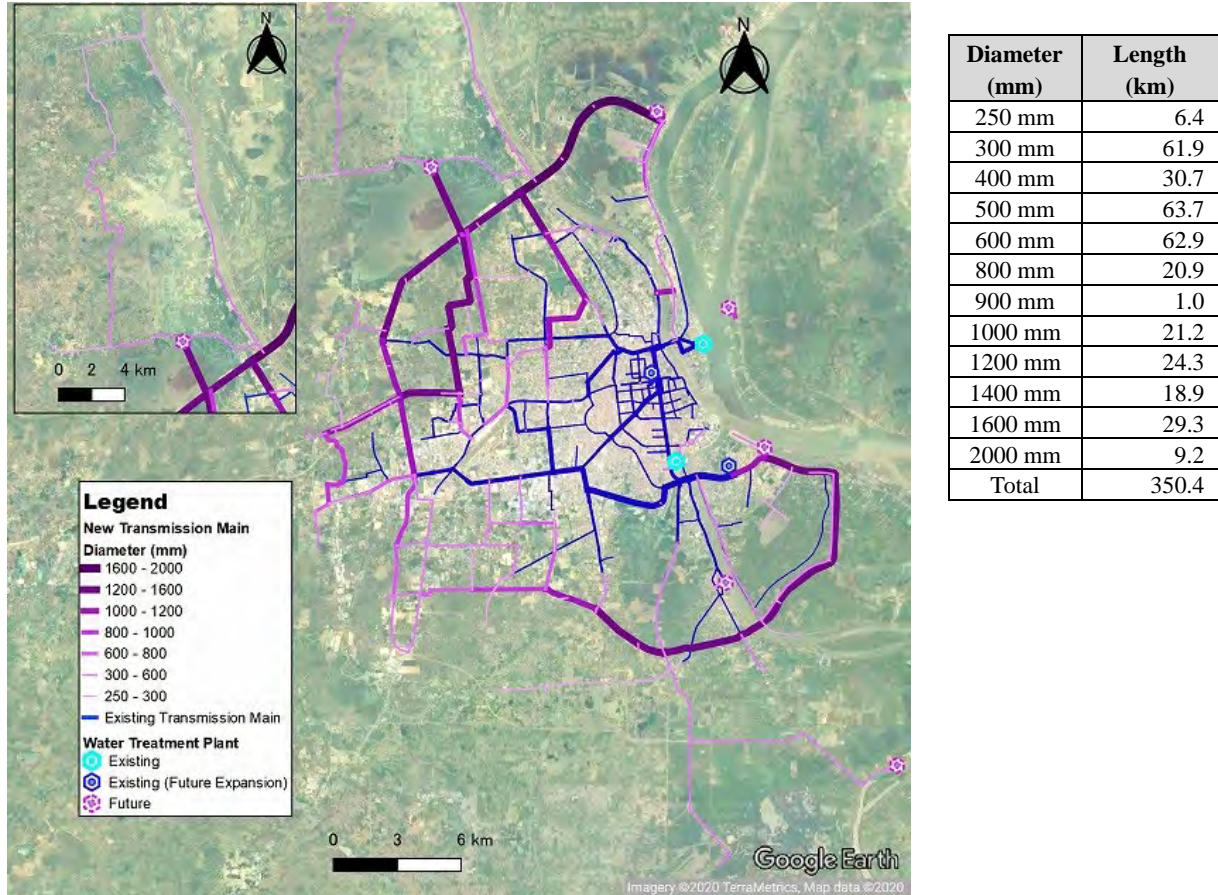 N
0 2 4 km
N
Legend
New Transmission Main
Diameter (mm)
1600 - 2000
1200 - 1600
1000 - 1200
800 - 1000
600 - 800
300 - 600
250 - 300
Existing Transmission Main
Water Treatment Plant
Existing
Existing (Future Expansion)
Future
0 3 6 km
Google Earth
Imagery ©2020 TerraMetrics, Map data ©2020
Diameter (mm) Length (km)
250 mm 6.4
300 mm 61.9
400 mm 30.7
500 mm 63.7
600 mm 62.9
800 mm 20.9
900 mm 1.0
1000 mm 21.2
1200 mm 24.3
1400 mm 18.9
1600 mm 29.3
2000 mm 9.2
Total 350.4